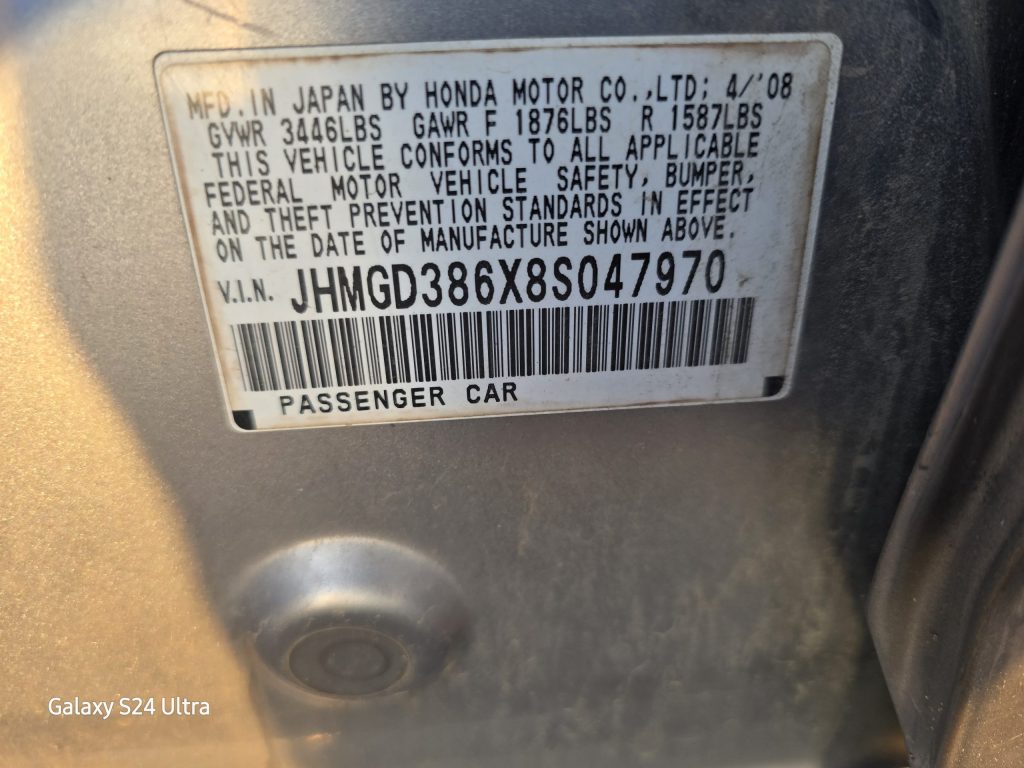 MFD.IN JAPAN BY HONDA MOTOR CO.,LTD; 4/'08
GVWR 3446LBS GAWR F 1876LBS R 1587LBS
THIS VEHICLE CONFORMS TO ALL APPLICABLE
FEDERAL MOTOR VEHICLE SAFETY, BUMPER,
AND THEFT PREVENTION STANDARDS IN EFFECT
ON THE DATE OF MANUFACTURE SHOWN ABOVE.
V.I.N. JHMGD386X8S047970
PASSENGER CAR
Galaxy S24 Ultra